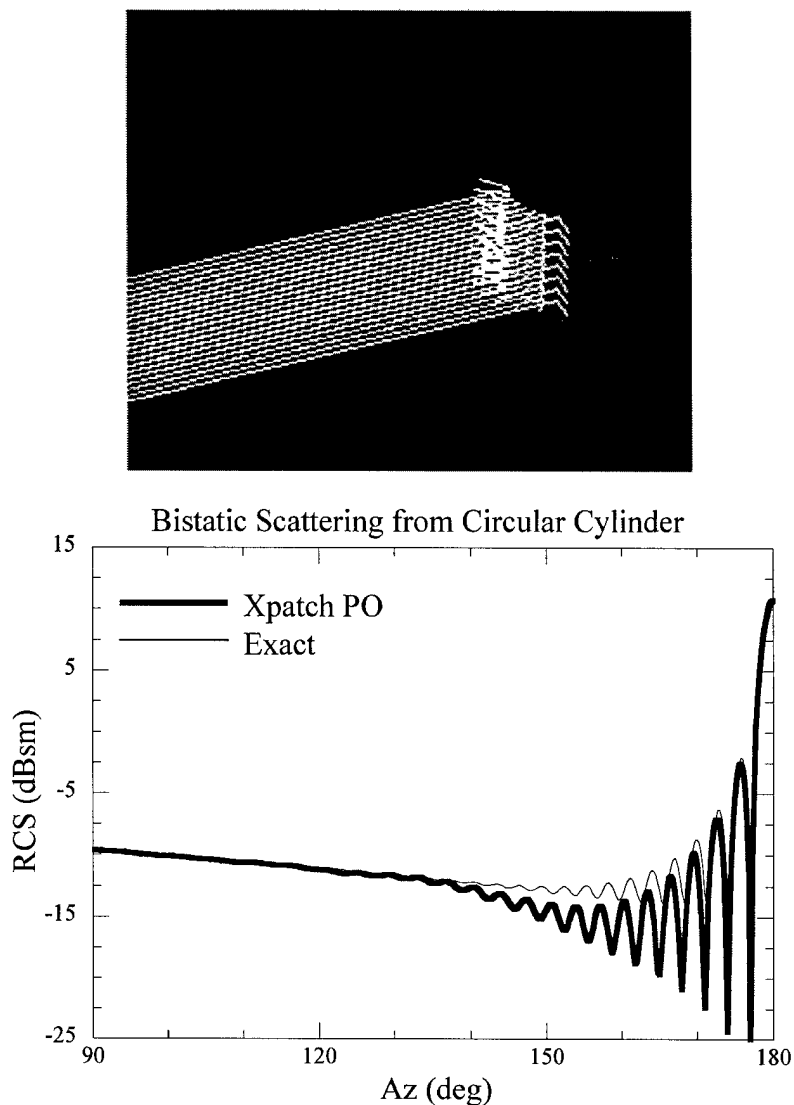 Bistatic Scattering from Circular Cylinder
15
5
-5
-15
-25
RCS (dBsm)
Xpatch PO
Exact
90
120
150
180
Az (deg)